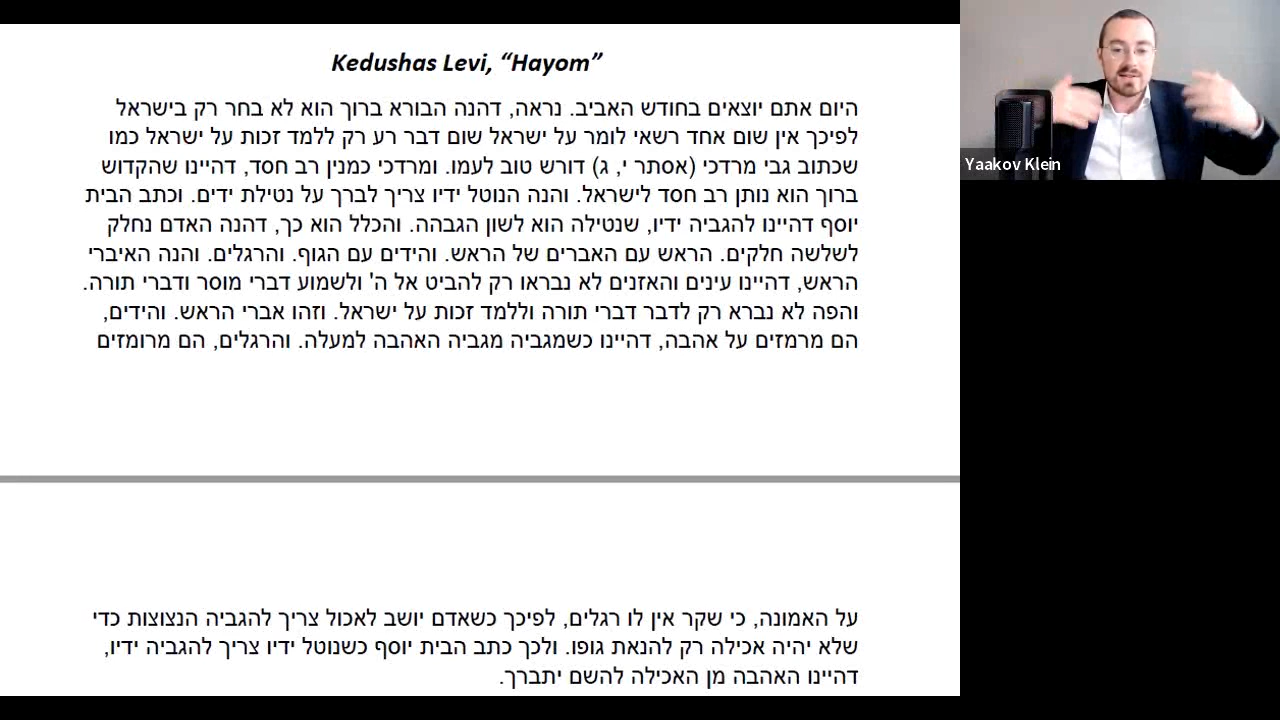 Kedushas Levi, “Hayom”
היום אתם יוצאים בחודש האביב. נראה, דהנה הבורא ברוך הוא לא בחר רק בישראל
לפיכך אין שום אחד רשאי לומר על ישראל שום דבר רע רק ללמד זכות על ישראל כמו
שכתוב גבי מרדכי (אסתר י, ג) דורש טוב לעמו. ומרדכי כמנין רב חסד, דהיינו שהקדוש
ברוך הוא נותן רב חסד לישראל. והנה הנוטל ידיו צריך לברך על נטילת ידים. וכתב הבית
יוסף דהיינו להגביה ידיו, שנטילה הוא לשון הגבהה. והכלל הוא כך, דהנה האדם נחלק
לשלשה חלקים. הראש עם האברים של הראש. והידים עם הגוף. והרגלים. והנה האיברי
הראש, דהיינו עינים והאזנים לא נבראו רק להביט אל ה' ולשמוע דברי מוסר ודברי תורה.
והפה לא נברא רק לדבר דברי תורה וללמד זכות על ישראל. וזהו אברי הראש. והידים,
הם מרמזים על אהבה, דהיינו כשמגביה מגביה האהבה למעלה. והרגלים, הם מרומזים
על האמונה, כי שקר אין לו רגלים, לפיכך כשאדם יושב לאכול צריך להגביה הנצוצות כדי
שלא יהיה אכילה רק להנאת גופו. ולכך כתב הבית יוסף כשנוטל ידיו צריך להגביה ידיו,
דהיינו האהבה מן האכילה להשם יתברך.
Yaakov Klein